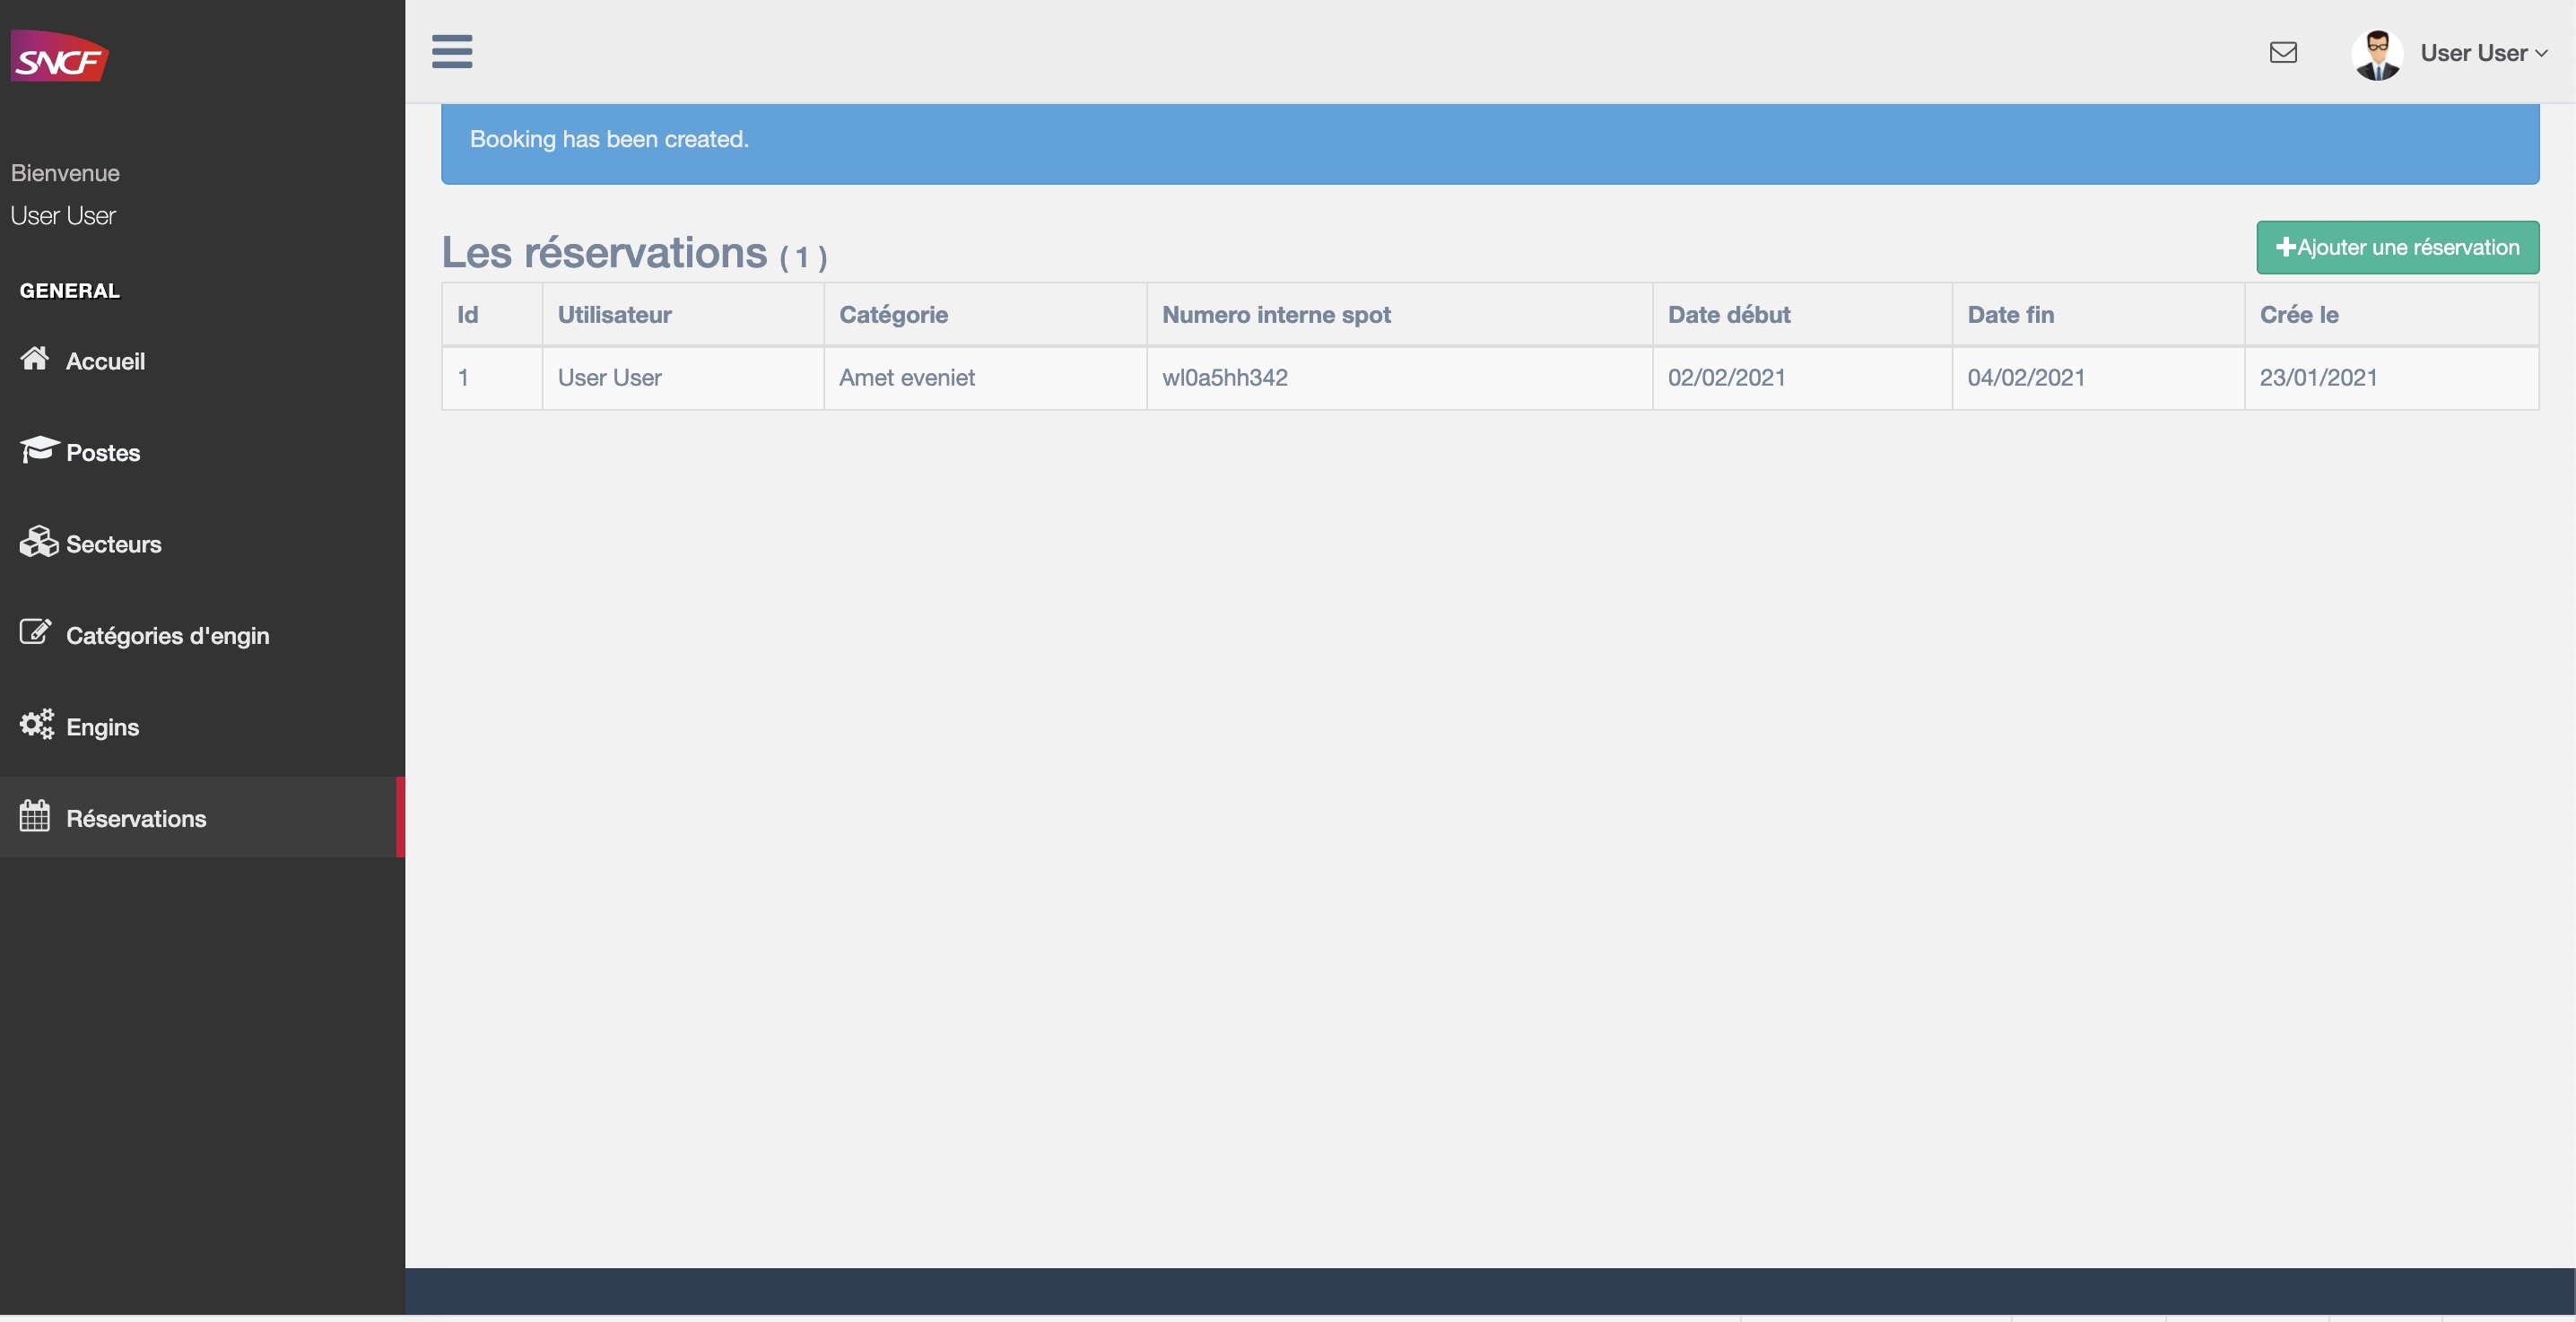 SNCF
User User
Booking has been created.
Bienvenue
User User
GENERAL
Accueil
Postes
Secteurs
Catégories d'engin
Engins
Réservations
Les réservations ( 1 )
Ajouter une réservation
Id Utilisateur Catégorie Numero interne spot Date début Date fin Crée le
1 User User Amet eveniet wl0a5hh342 02/02/2021 04/02/2021 23/01/2021